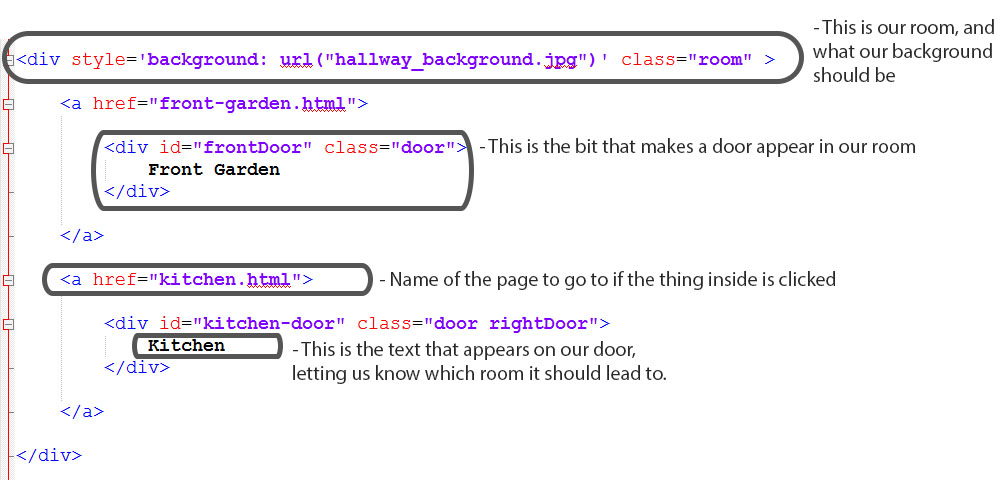 - This is our room, and
what our background
should be
<div style='background: url("hallway_background.jpg")' class="room" >
<a href="front-garden.html">
<div id="frontDoor" class="door"> - This is the bit that makes a door appear in our room
Front Garden
</div>
</a>
<a href="kitchen.html"> - Name of the page to go to if the thing inside is clicked
<div id="kitchen-door" class="door rightDoor">
Kitchen - This is the text that appears on our door,
letting us know which room it should lead to.
</div>
</a>
</div>